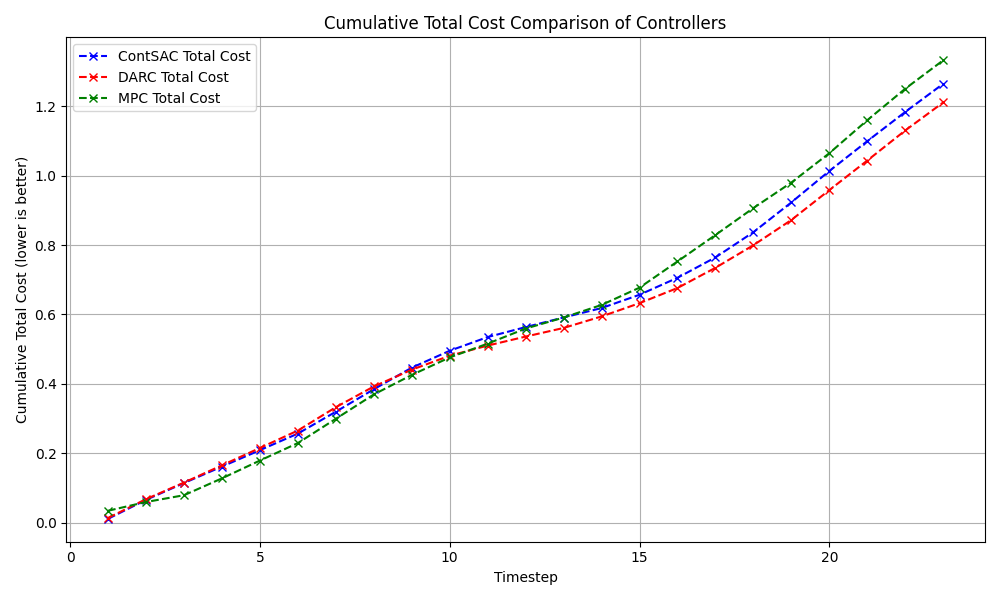 Cumulative Total Cost Comparison of Controllers
ContSAC Total Cost
DARC Total Cost
MPC Total Cost
Cumulative Total Cost (lower is better)
1.2
1.0
0.8
0.6
0.4
0.2
0.0
0 5 10 15 20
Timestep